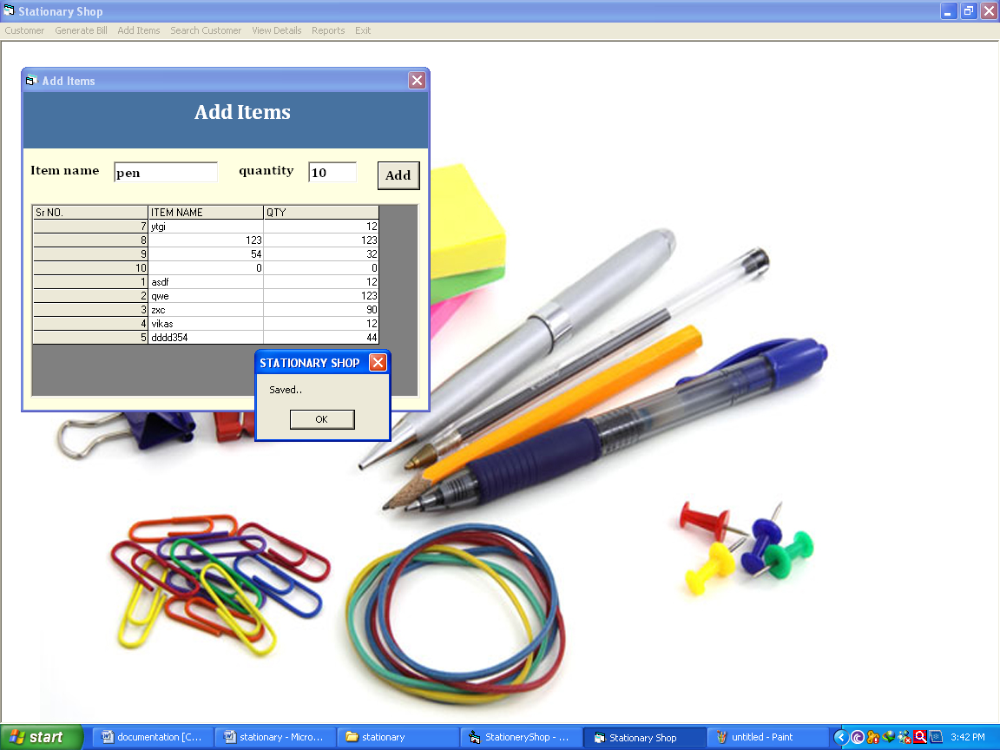 Stationary Shop
Customer Generate Bill Add Items Search Customer View Details Reports Exit
Add Items
Add Items
Item name pen quantity 10 Add
Sr NO. ITEM NAME QTY
7 ytgi 12
8 123 123
9 54 32
10 0 0
1 asdf 12
2 qwe 123
3 zxc 90
4 vikas 12
5 dddd354 44
STATIONARY SHOP
Saved..
OK
start documentation [C... stationary - Micro... stationary StationeryShop - ... Stationary Shop untitled - Paint 3:42 PM